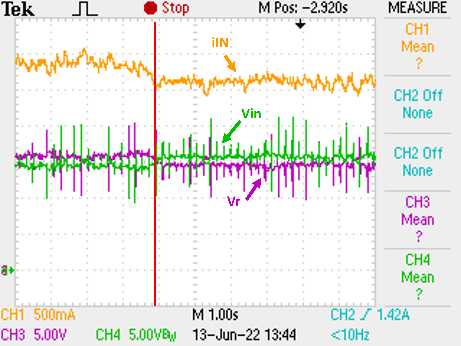 Tek Stop M Pos: -2.920s MEASURE
CH1
Mean
?
iIN
CH2 Off
None
Vin
CH2 Off
None
Vr
CH3
Mean
?
CH4
Mean
?
CH1 500mA M 1.00s CH2 / 1.42A
CH3 5.00V CH4 5.00VBW 13-Jun-22 13:44 <10Hz